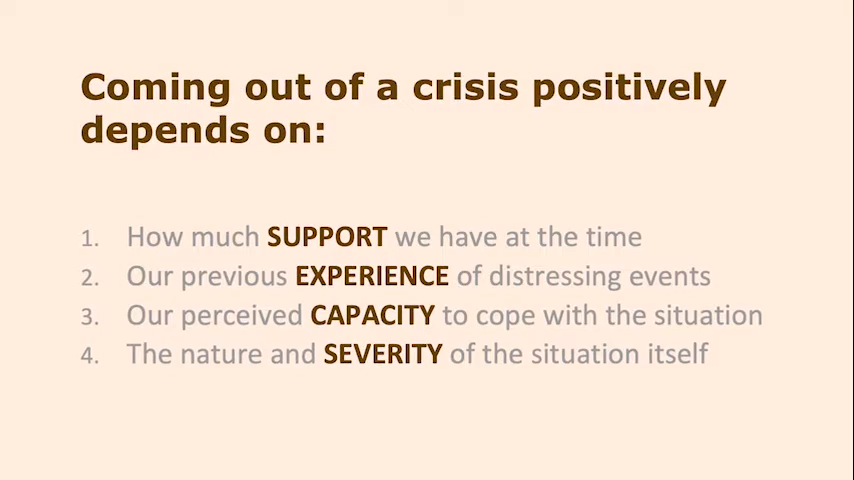 Coming out of a crisis positively
depends on:
1. How much SUPPORT we have at the time
2. Our previous EXPERIENCE of distressing events
3. Our perceived CAPACITY to cope with the situation
4. The nature and SEVERITY of the situation itself